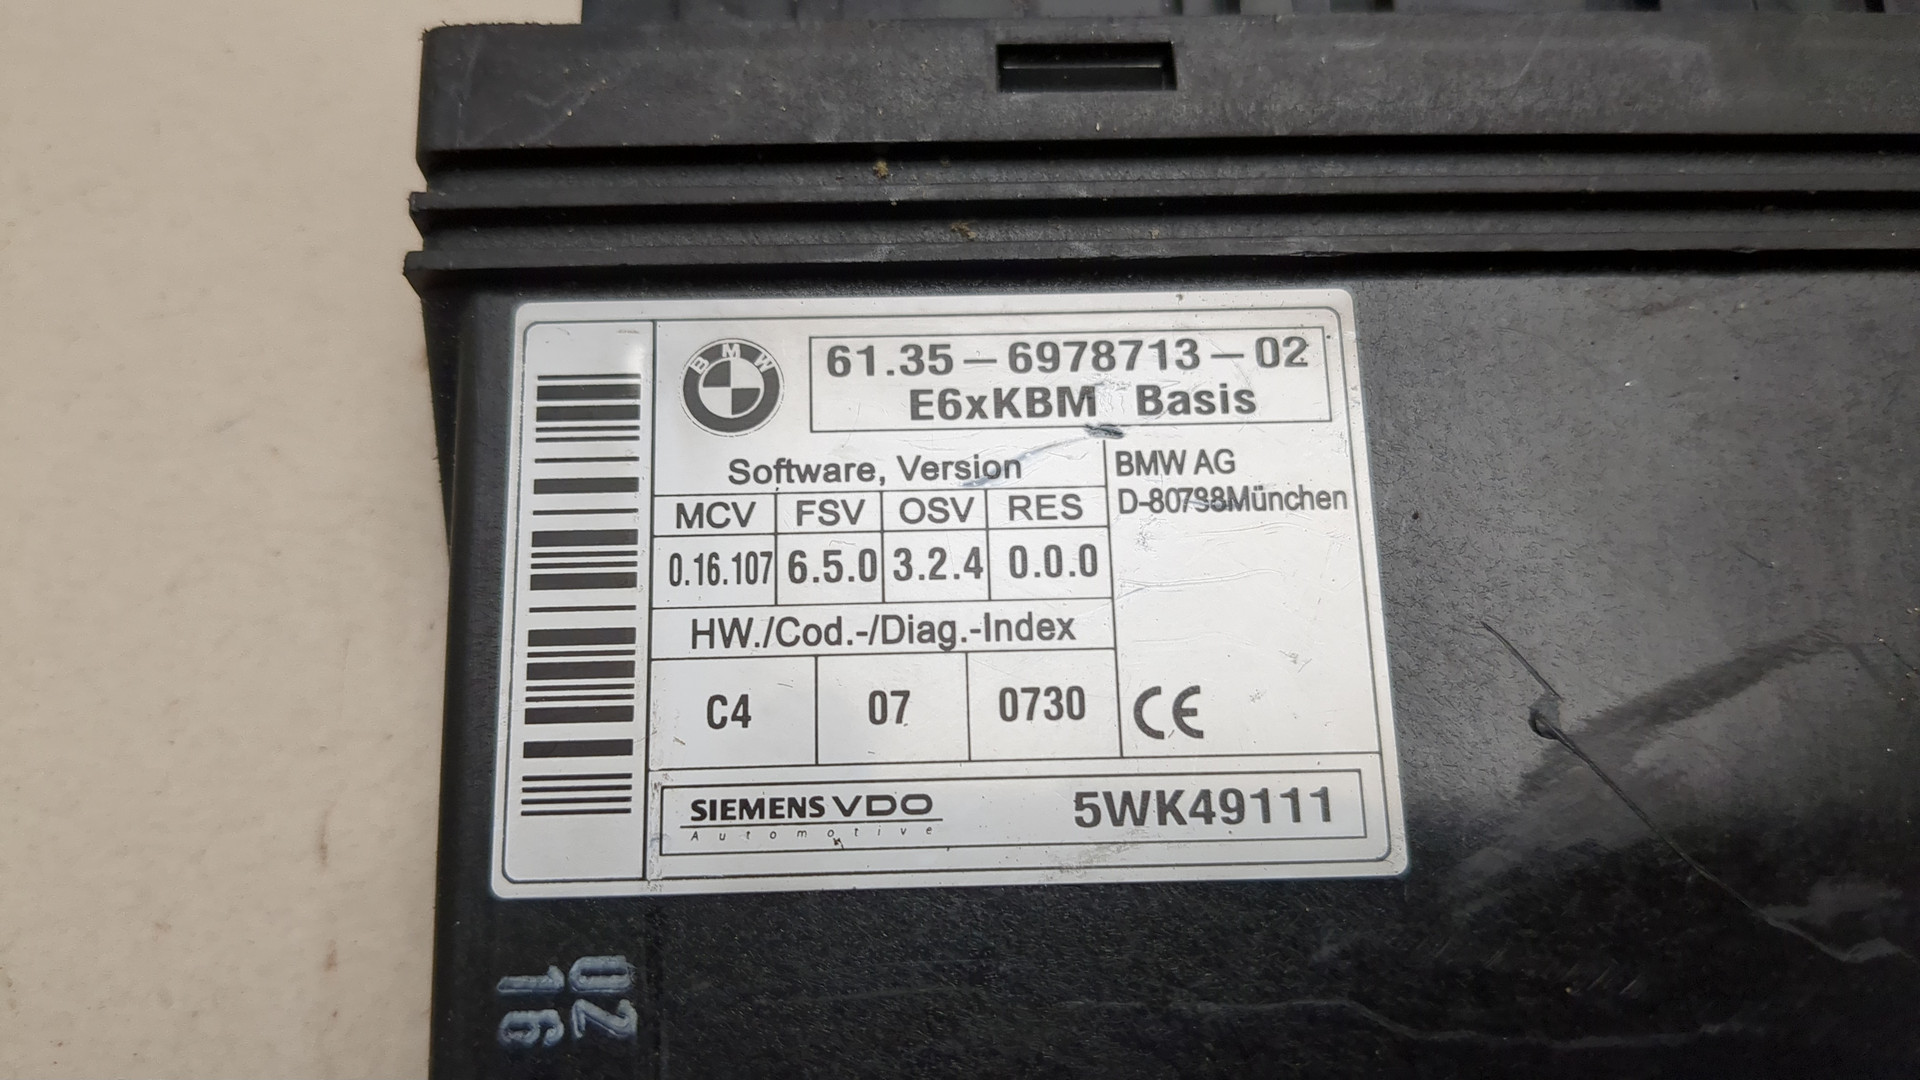 BMW
61.35-6978713-02
E6xKBM Basis
Software, Version
MCV FSV OSV RES
0.16.107 6.5.0 3.2.4 0.0.0
BMW AG
HW./Cod.-/Diag.-Index
C4 07 0730
CE
SIEMENS VDO
Automotive
5WK49111
02
16